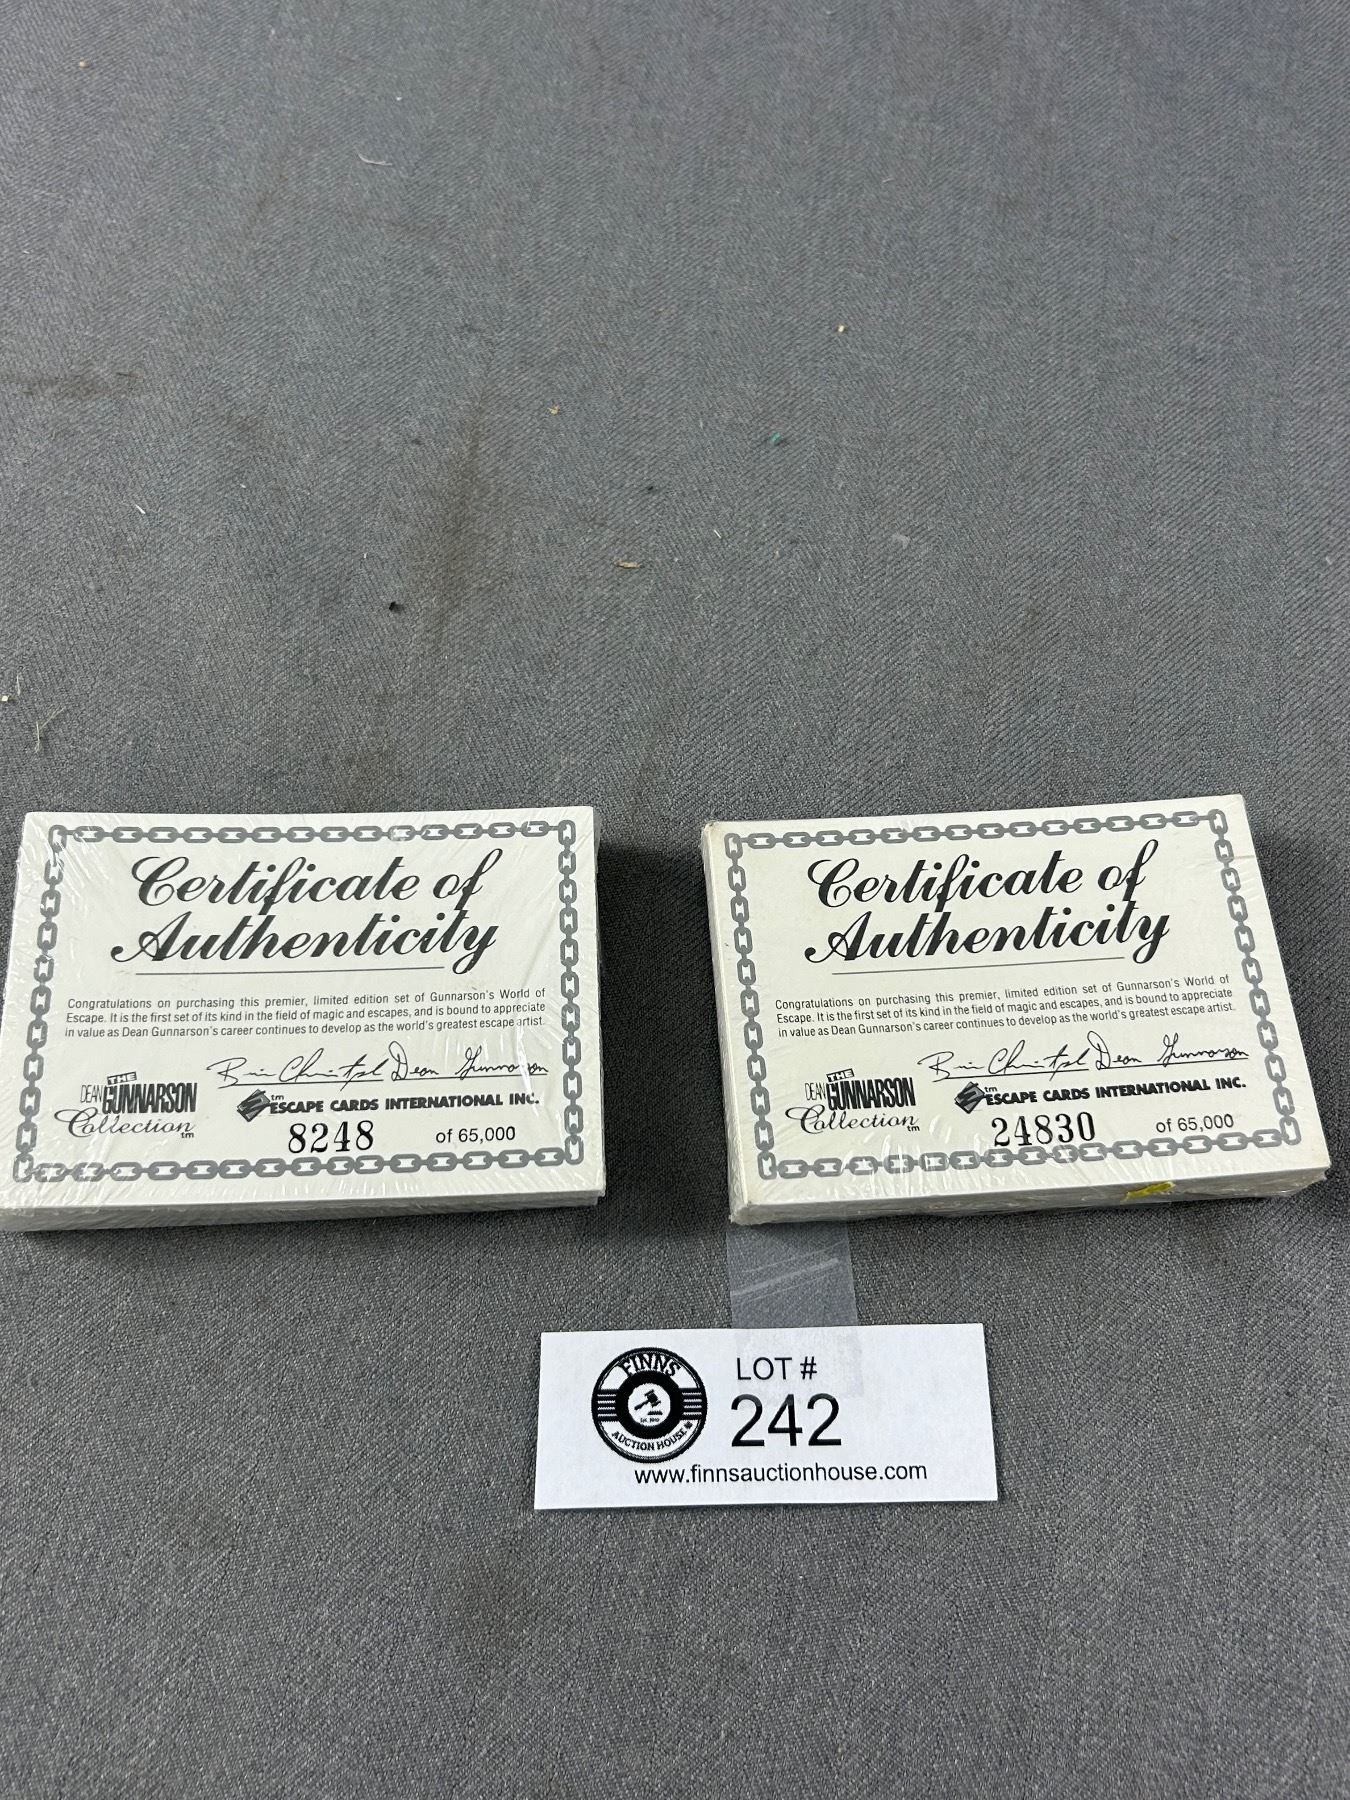 Certificate of
Authenticity
Congratulations on purchasing this premier, limited edition set of Gunnarson's World of
Escape. It is the first set of its kind in the field of magic and escapes, and is bound to appreciate
in value as Dean Gunnarson's career continues to develop as the world's greatest escape artist.
Dean Gunnarson
THE
DEAN GUNNARSON
Collection tm
tm
ESCAPE CARDS INTERNATIONAL INC.
8248 of 65,000
Certificate of
Authenticity
Congratulations on purchasing this premier, limited edition set of Gunnarson's World of
Escape. It is the first set of its kind in the field of magic and escapes, and is bound to appreciate
in value as Dean Gunnarson's career continues to develop as the world's greatest escape artist.
Dean Gunnarson
THE
DEAN GUNNARSON
Collection tm
tm
ESCAPE CARDS INTERNATIONAL INC.
24830 of 65,000
FINNS
AUCTION HOUSE
LOT #
242
www.finnsauctionhouse.com